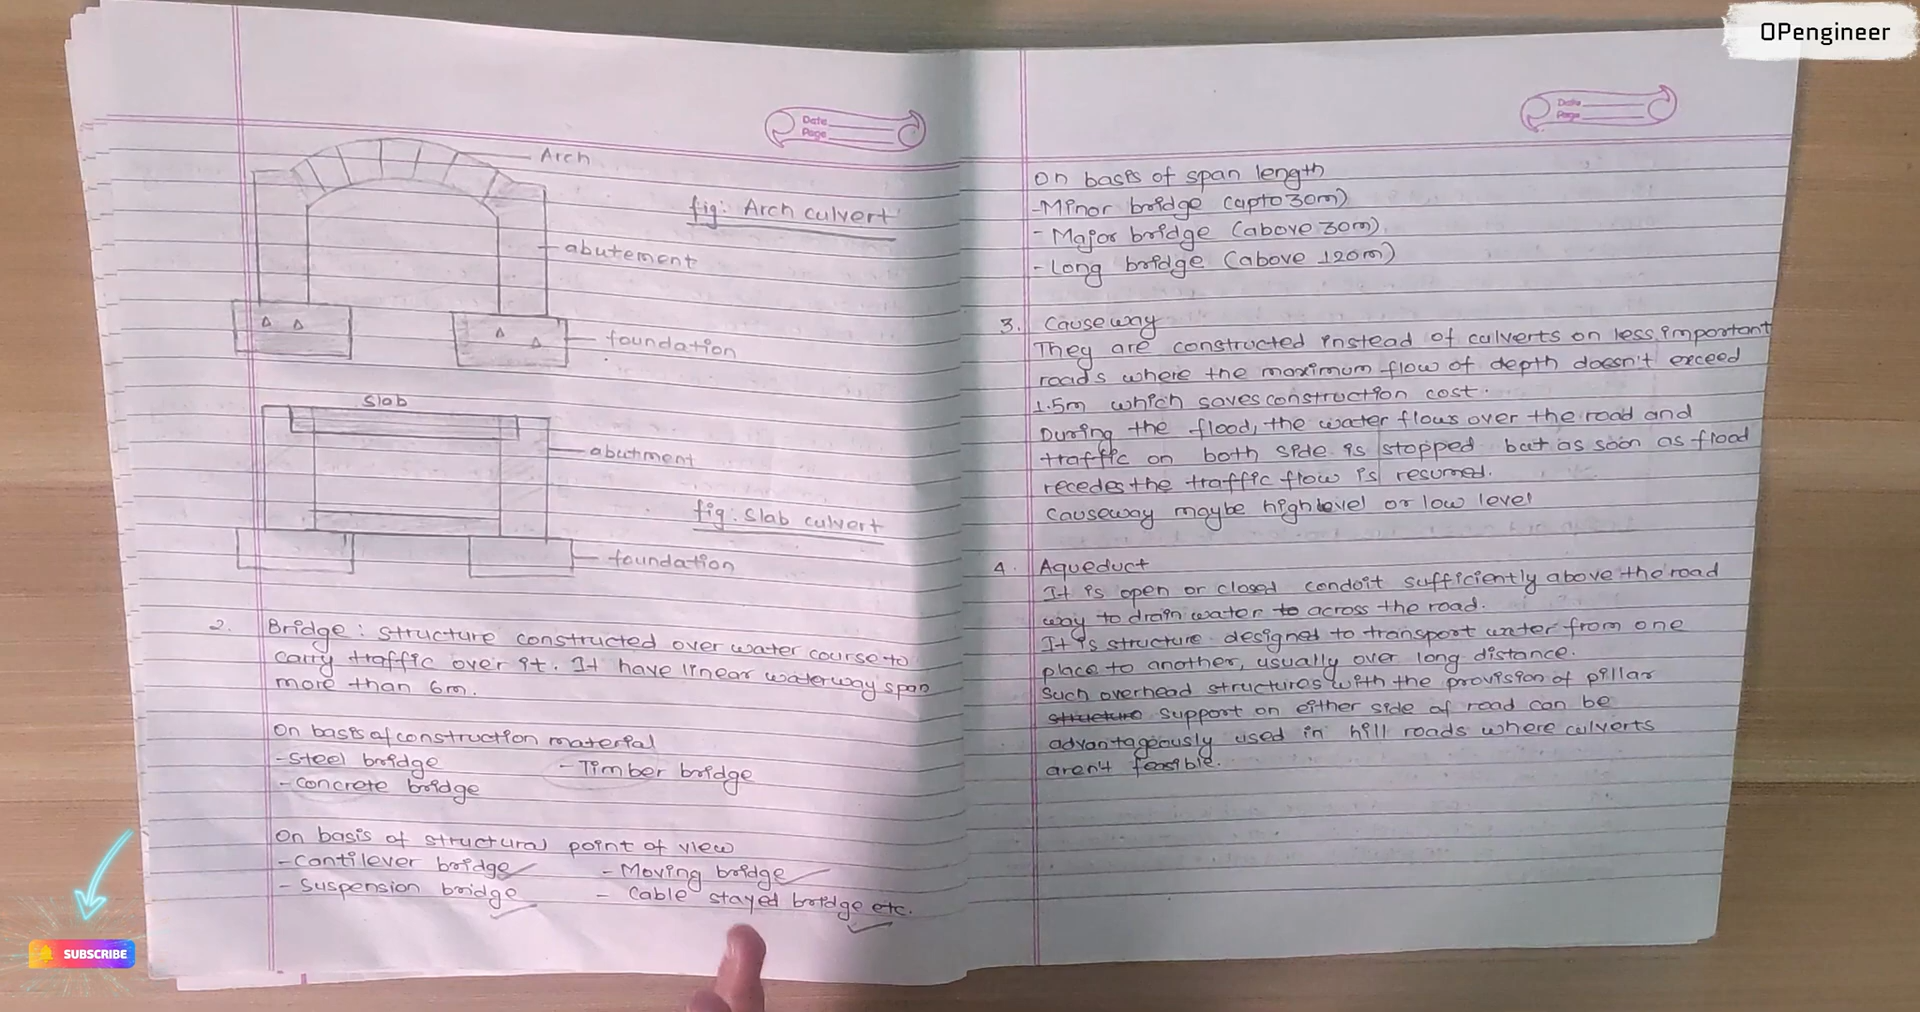 OPengineer
Date
Page
Arch
fig: Arch culvert
abutement
foundation
Slab
abutment
fig. Slab culvert
foundation
2. Bridge : structure constructed over water course to
carry traffic over it. It have linear waterway span
more than 6m.
On basis of construction material
- Steel bridge - Timber bridge
- Concrete bridge
On basis of structural point of view
- Cantilever bridge - Moving bridge
- Suspension bridge - Cable stayed bridge etc.
SUBSCRIBE
Date
Page
On basis of span length
- Minor bridge (upto 30m)
- Major bridge (above 30m)
- Long bridge (above 120m)
3. Causeway
They are constructed instead of culverts on less important
roads where the maximum flow of depth doesn't exceed
1.5m which saves construction cost.
During the flood, the water flows over the road and
traffic on both side is stopped but as soon as flood
recedes the traffic flow is resumed.
Causeway maybe high level or low level
4. Aqueduct
It is open or closed condoit sufficiently above the road
way to drain water to across the road.
It is structure designed to transport water from one
place to another, usually over long distance.
Such overhead structures with the provision of pillar
structure support on either side of road can be
advantageously used in hill roads where culverts
aren't feasible.